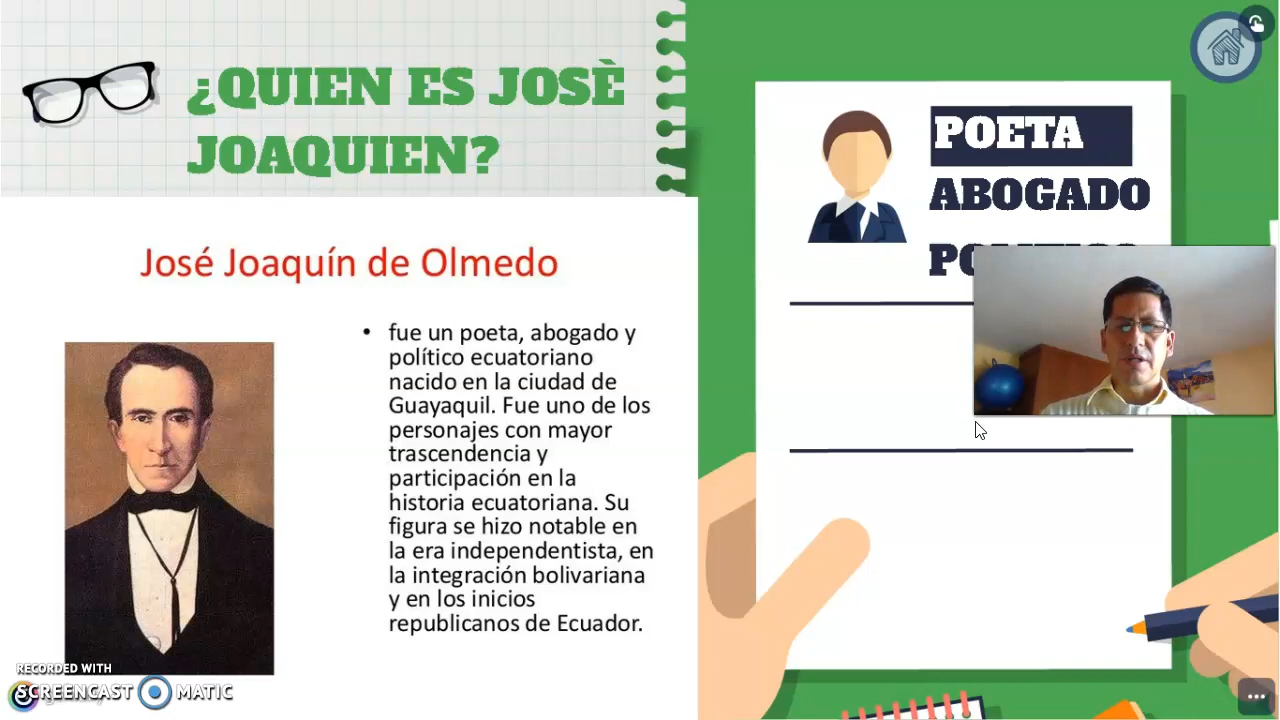 ¿QUIEN ES JOSÈ
JOAQUIEN?
José Joaquín de Olmedo
• fue un poeta, abogado y
político ecuatoriano
nacido en la ciudad de
Guayaquil. Fue uno de los
personajes con mayor
trascendencia y
participación en la
historia ecuatoriana. Su
figura se hizo notable en
la era independentista, en
la integración bolivariana
y en los inicios
republicanos de Ecuador.
POETA
ABOGADO
RECORDED WITH
SCREENCAST MATIC